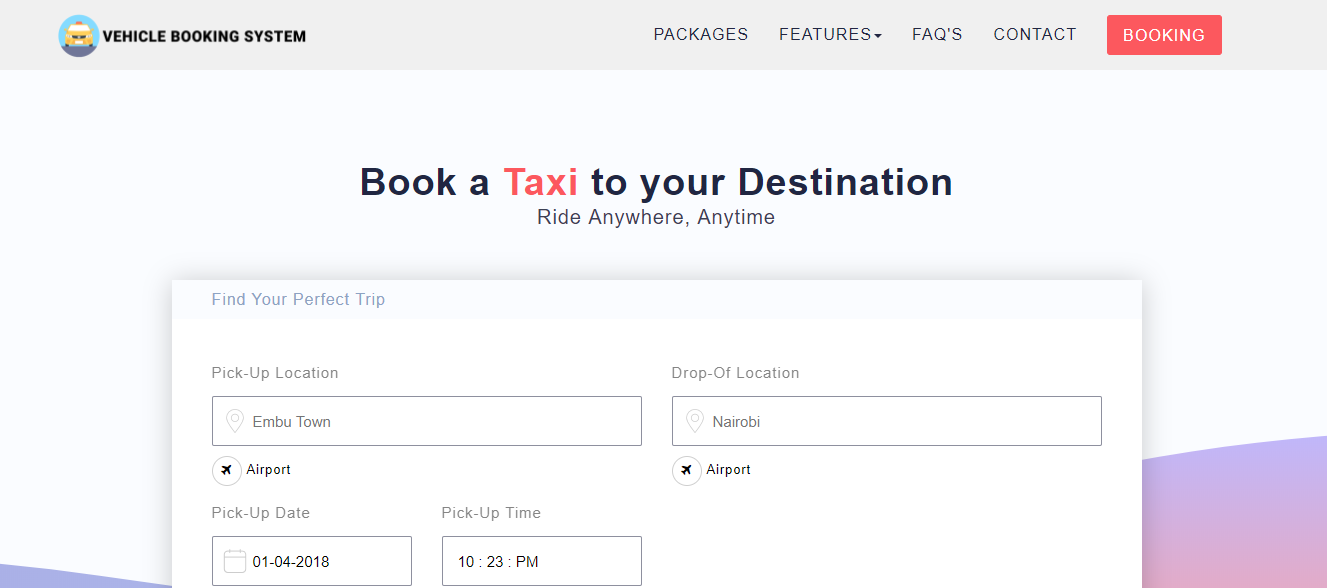 VEHICLE BOOKING SYSTEM PACKAGES FEATURES FAQ'S CONTACT BOOKING
Book a Taxi to your Destination
Ride Anywhere, Anytime
Find Your Perfect Trip
Pick-Up Location Drop-Of Location
Embu Town Nairobi
Airport Airport
Pick-Up Date Pick-Up Time
01-04-2018 10 : 23 : PM